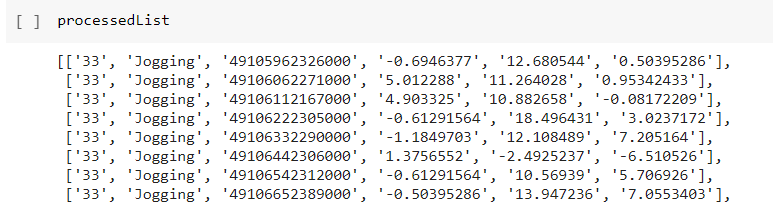 [ ] processedList
[['33', 'Jogging', '49105962326000', '-0.6946377', '12.680544', '0.50395286'],
['33', 'Jogging', '49106062271000', '5.012288', '11.264028', '0.95342433'],
['33', 'Jogging', '49106112167000', '4.903325', '10.882658', '-0.08172209'],
['33', 'Jogging', '49106222305000', '-0.61291564', '18.496431', '3.0237172'],
['33', 'Jogging', '49106332290000', '-1.1849703', '12.108489', '7.205164'],
['33', 'Jogging', '49106442306000', '1.3756552', '-2.4925237', '-6.510526'],
['33', 'Jogging', '49106542312000', '-0.61291564', '10.56939', '5.706926'],
['33', 'Jogging', '49106652389000', '-0.50395286', '13.947236', '7.0553403'],